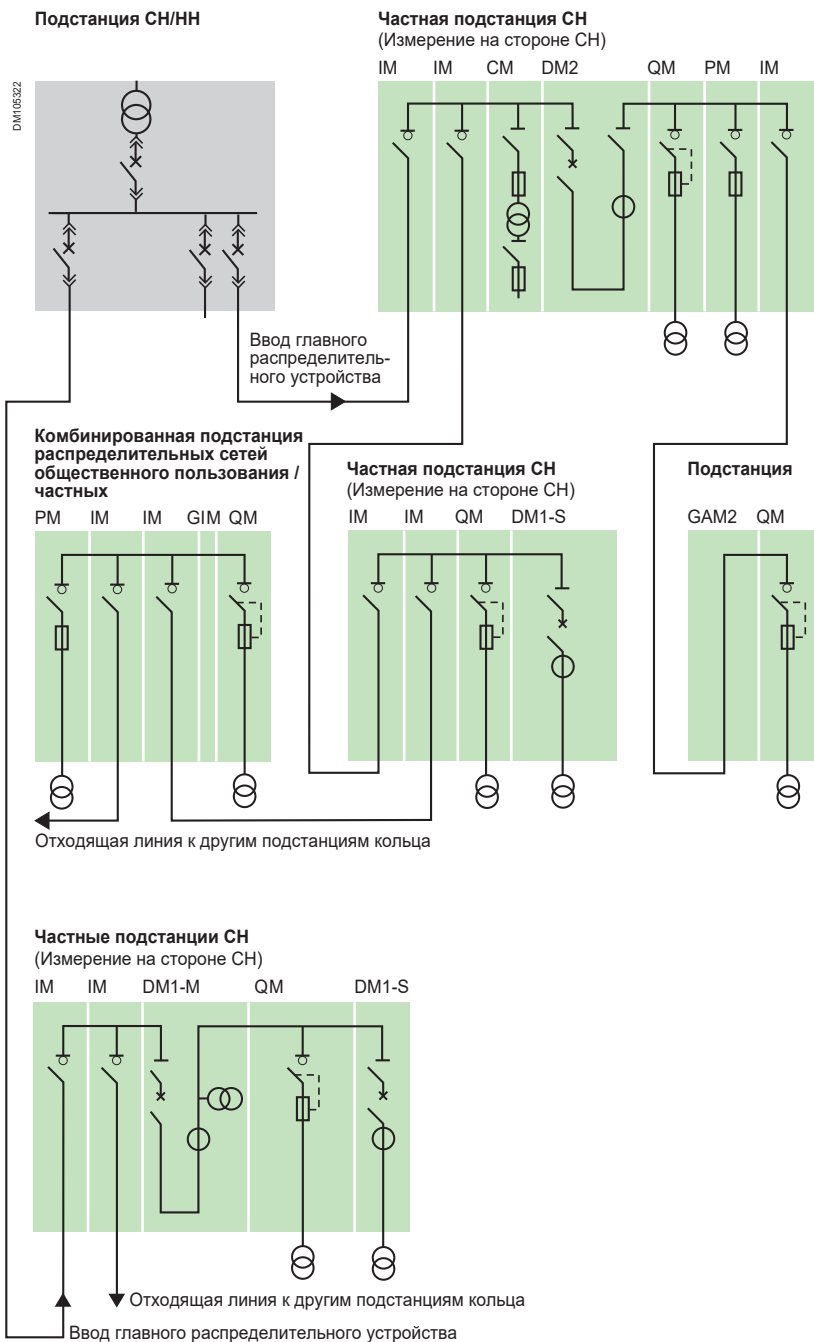 Подстанция СН/НН
DM105322
Частная подстанция СН
(Измерение на стороне СН)
IM IM CM DM2 QM PM IM
Ввод главного
распределитель-
ного устройства
Комбинированная подстанция
распределительных сетей
общественного пользования /
частных
PM IM IM GIM QM
Частная подстанция СН
(Измерение на стороне СН)
IM IM QM DM1-S
Подстанция
GAM2 QM
Отходящая линия к другим подстанциям кольца
Частные подстанции СН
(Измерение на стороне СН)
IM IM DM1-M QM DM1-S
Отходящая линия к другим подстанциям кольца
Ввод главного распределительного устройства